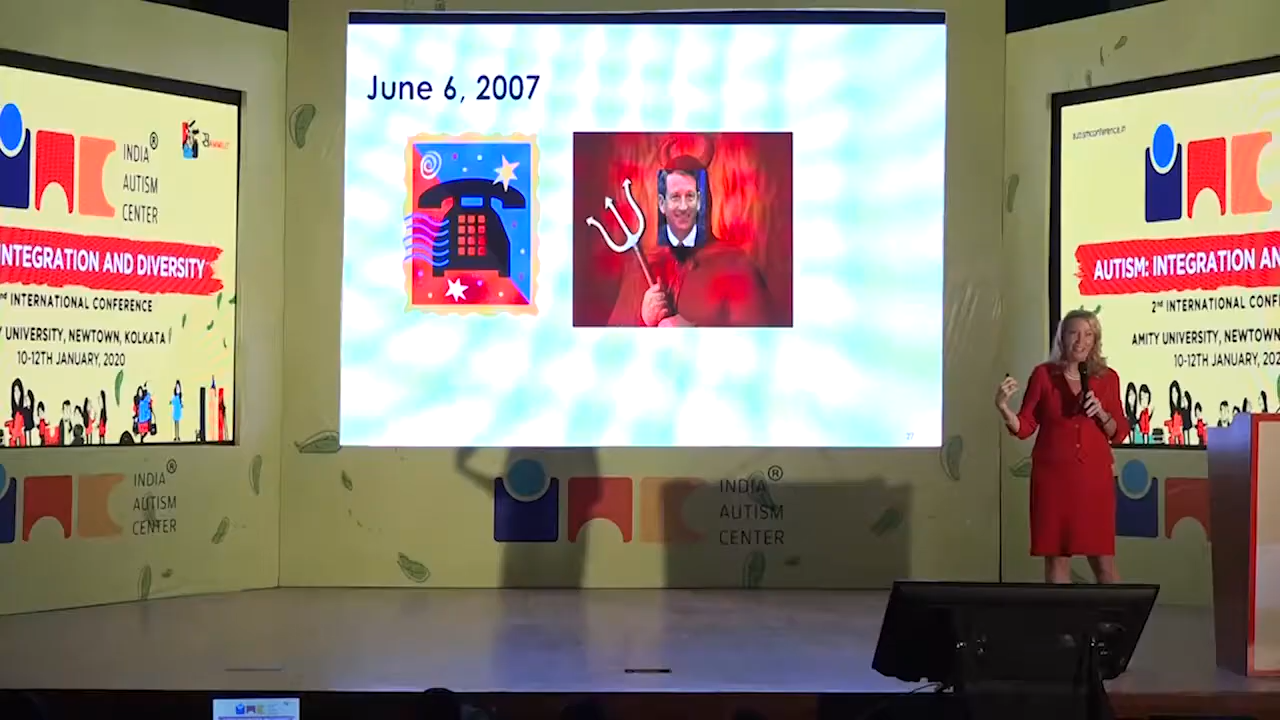 June 6, 2007
27
INDIA
AUTISM
CENTER
INTEGRATION AND DIVERSITY
INTERNATIONAL CONFERENCE
UNIVERSITY, NEWTOWN, KOLKATA
10-12TH JANUARY, 2020
INDIA
AUTISM
CENTER
INDIA
AUTISM
CENTER
autismconference.in
AUTISM: INTEGRATION AN
2nd INTERNATIONAL CONF
AMITY UNIVERSITY, NEWTOWN
10-12TH JANUARY, 202